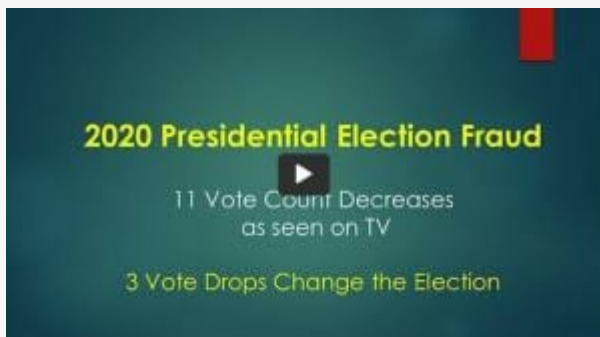 2020 Presidential Election Fraud
11 Vote Count Decreases
as seen on TV
3 Vote Drops Change the Election